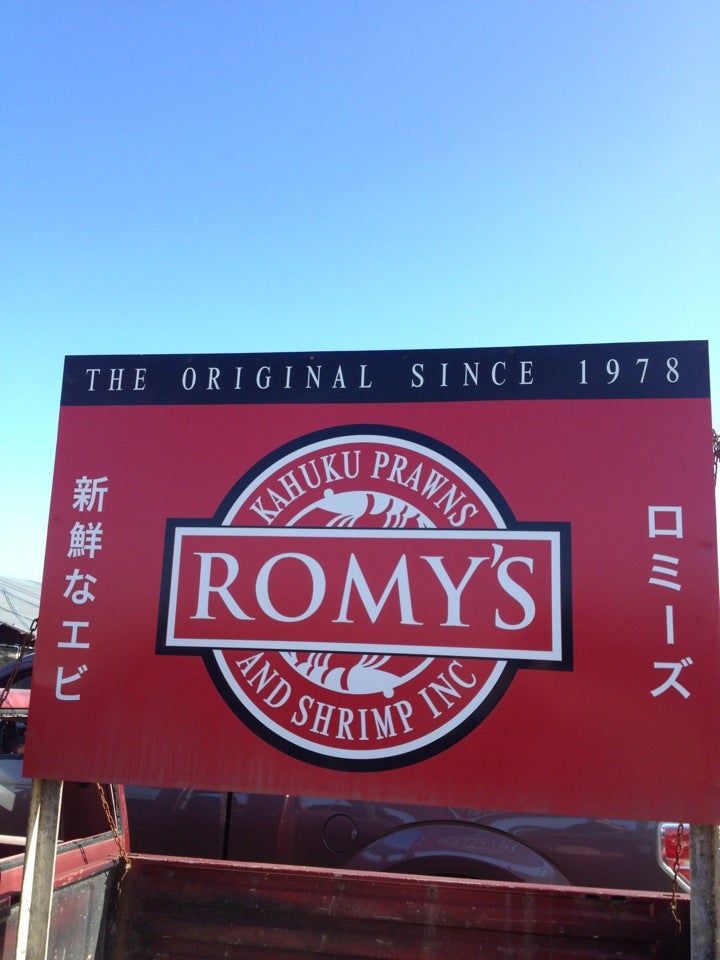 THE ORIGINAL SINCE 1978
新鮮なエビ
KAHUKU PRAWNS
ROMY'S
AND SHRIMP INC
ロミーズ